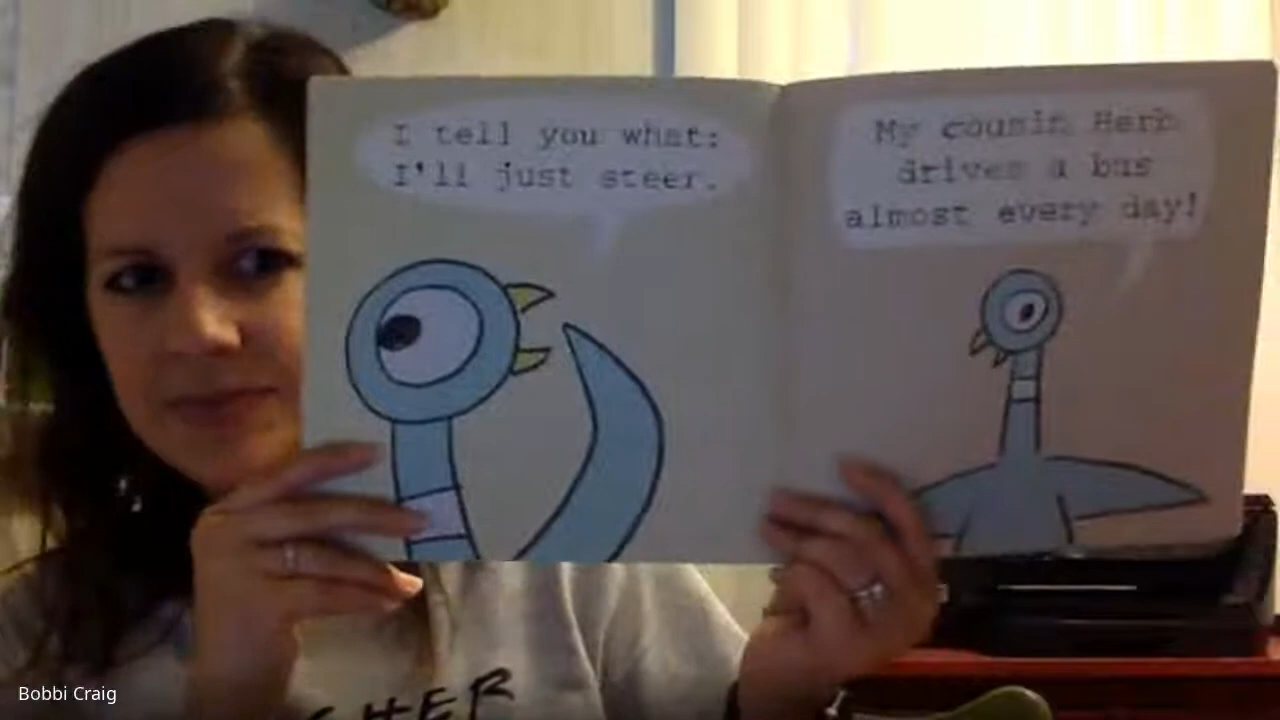 I tell you what:
I'll just steer.
My cousin Herb
drives a bus
almost every day!
Bobbi Craig